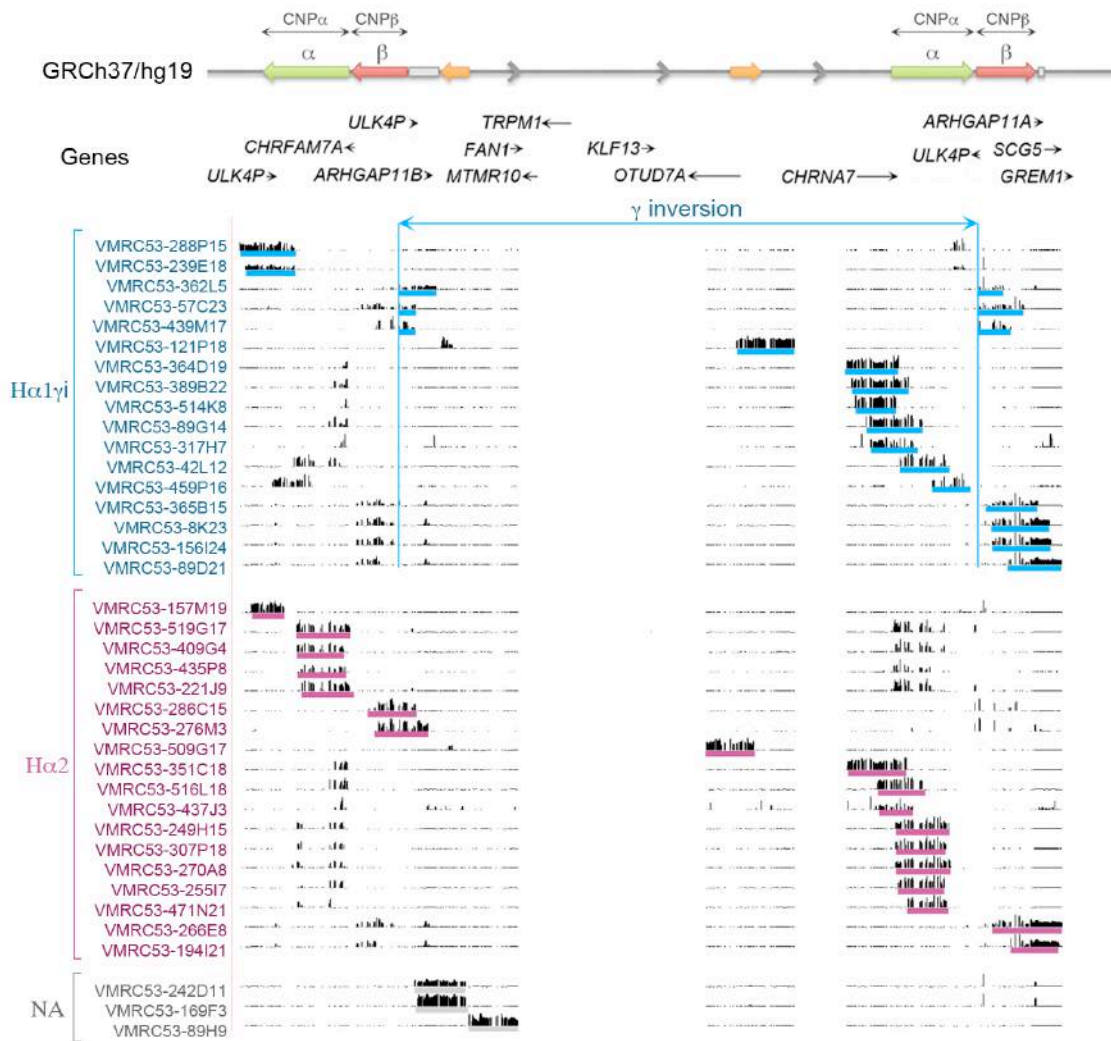 CNPα CNPβ CNPα CNPβ
α β α β
GRCh37/hg19
ULK4P TRPM1 ARHGAP11A
CHRFAM7A FAN1 KLF13 ULK4P SCG5
Genes
ULK4P ARHGAP11B MTMR10 OTUD7A CHRNA7 GREM1
γ inversion
VMRC53-288P15
VMRC53-239E18
VMRC53-362L5
VMRC53-57C23
VMRC53-439M17
VMRC53-121P18
VMRC53-364D19
Hα1γi
VMRC53-389B22
VMRC53-514K8
VMRC53-89G14
VMRC53-317H7
VMRC53-42L12
VMRC53-459P16
VMRC53-365B15
VMRC53-8K23
VMRC53-156I24
VMRC53-89D21
VMRC53-157M19
VMRC53-519G17
VMRC53-409G4
VMRC53-435P8
VMRC53-221J9
VMRC53-286C15
VMRC53-276M3
VMRC53-509G17
Hα2
VMRC53-351C18
VMRC53-516L18
VMRC53-437J3
VMRC53-249H15
VMRC53-307P18
VMRC53-270A8
VMRC53-255I7
VMRC53-471N21
VMRC53-266E8
VMRC53-194I21
VMRC53-242D11
NA
VMRC53-169F3
VMRC53-89H9